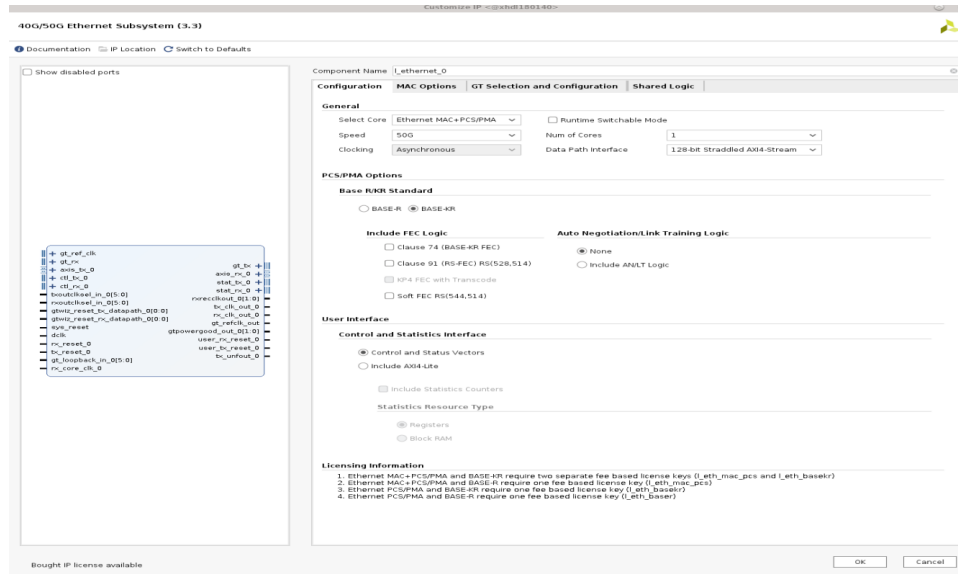 Customize IP <@xhdlt180140>
40G/50G Ethernet Subsystem (3.3)
Documentation IP Location Switch to Defaults
Show disabled ports
+ gt_ref_clk
+ gt_rx
+ axis_tx_0
+ ctl_tx_0
+ ctl_rx_0
txoutclksel_in_0[5:0]
rxoutclksel_in_0[5:0]
gtwiz_reset_tx_datapath_0[0:0]
gtwiz_reset_rx_datapath_0[0:0]
sys_reset
dclk
rx_reset_0
tx_reset_0
gt_loopback_in_0[5:0]
rx_core_clk_0
gt_tx +
axis_rx_0 +
stat_tx_0 +
stat_rx_0 +
rxrecclkout_0[1:0]
tx_clk_out_0
rx_clk_out_0
gt_refclk_out
gtpowergood_out_0[1:0]
user_rx_reset_0
user_tx_reset_0
tx_unfout_0
Bought IP license available
Component Name l_ethernet_0
Configuration MAC Options GT Selection and Configuration Shared Logic
General
Select Core Ethernet MAC+PCS/PMA Runtime Switchable Mode
Speed 50G Num of Cores 1
Clocking Asynchronous Data Path Interface 128-bit Straddled AXI4-Stream
PCS/PMA Options
Base R/KR Standard
BASE-R BASE-KR
Include FEC Logic Auto Negotiation/Link Training Logic
Clause 74 (BASE-KR FEC) None
Clause 91 (RS-FEC) RS(528,514) Include AN/LT Logic
KP4 FEC with Transcode
Soft FEC RS(544,514)
User Interface
Control and Statistics Interface
Control and Status Vectors
Include AXI4-Lite
Include Statistics Counters
Statistics Resource Type
Registers
Block RAM
Licensing Information
1. Ethernet MAC+PCS/PMA and BASE-KR require two separate fee based license keys (l_eth_mac_pcs and l_eth_basekr)
2. Ethernet MAC+PCS/PMA and BASE-R require one fee based license key (l_eth_mac_pcs)
3. Ethernet PCS/PMA and BASE-KR require one fee based license key (l_eth_basekr)
4. Ethernet PCS/PMA and BASE-R require one fee based license key (l_eth_baser)
OK Cancel